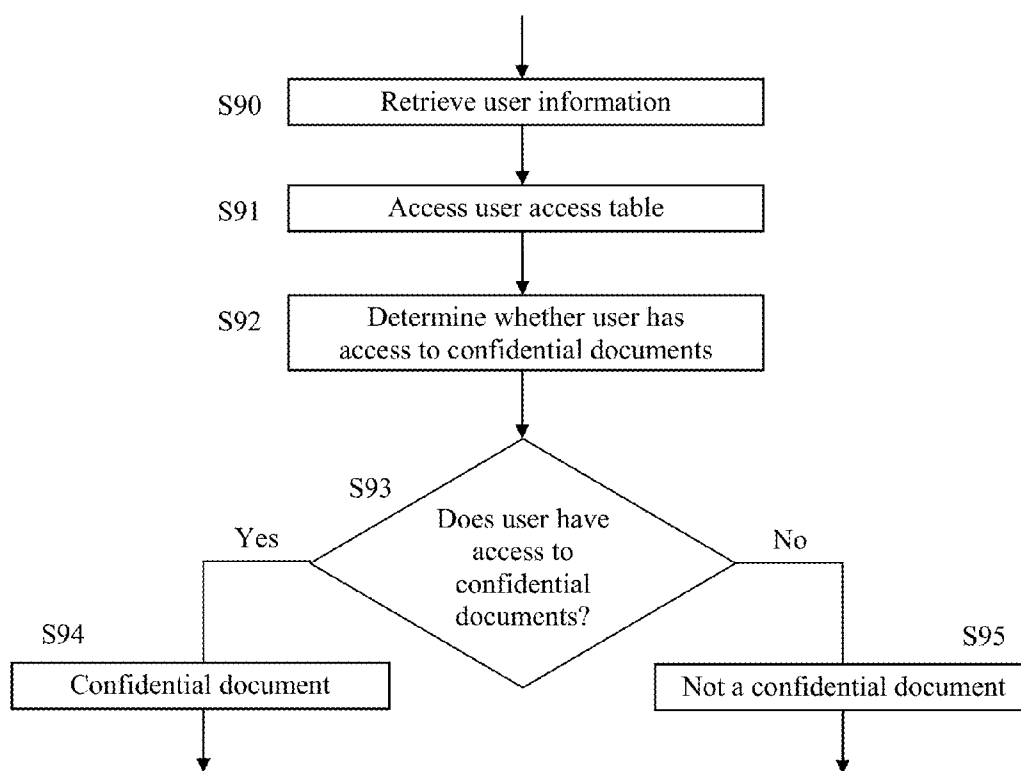 S90
Retrieve user information
S91
Access user access table
S92
Determine whether user has
access to confidential documents
S93
Does user have
access to
confidential
documents?
Yes
No
S94
Confidential document
S95
Not a confidential document